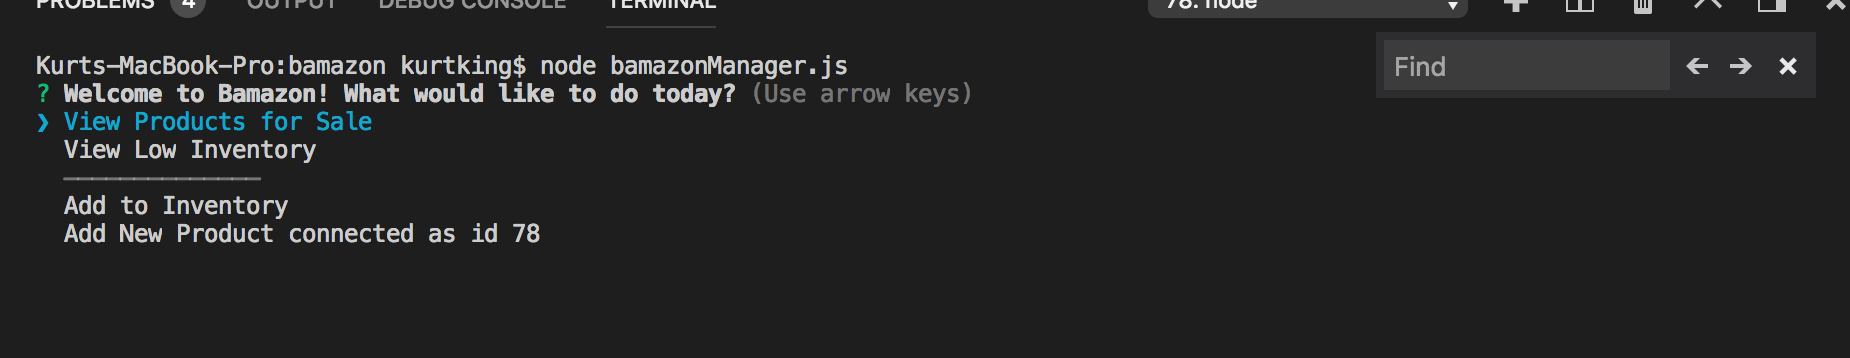 PROBLEMS 4 OUTPUT DEBUG CONSOLE TERMINAL 78: node
Kurts-MacBook-Pro:bamazon kurtking$ node bamazonManager.js
Find
? Welcome to Bamazon! What would like to do today? (Use arrow keys)
❯ View Products for Sale
View Low Inventory
──────────────
Add to Inventory
Add New Product connected as id 78